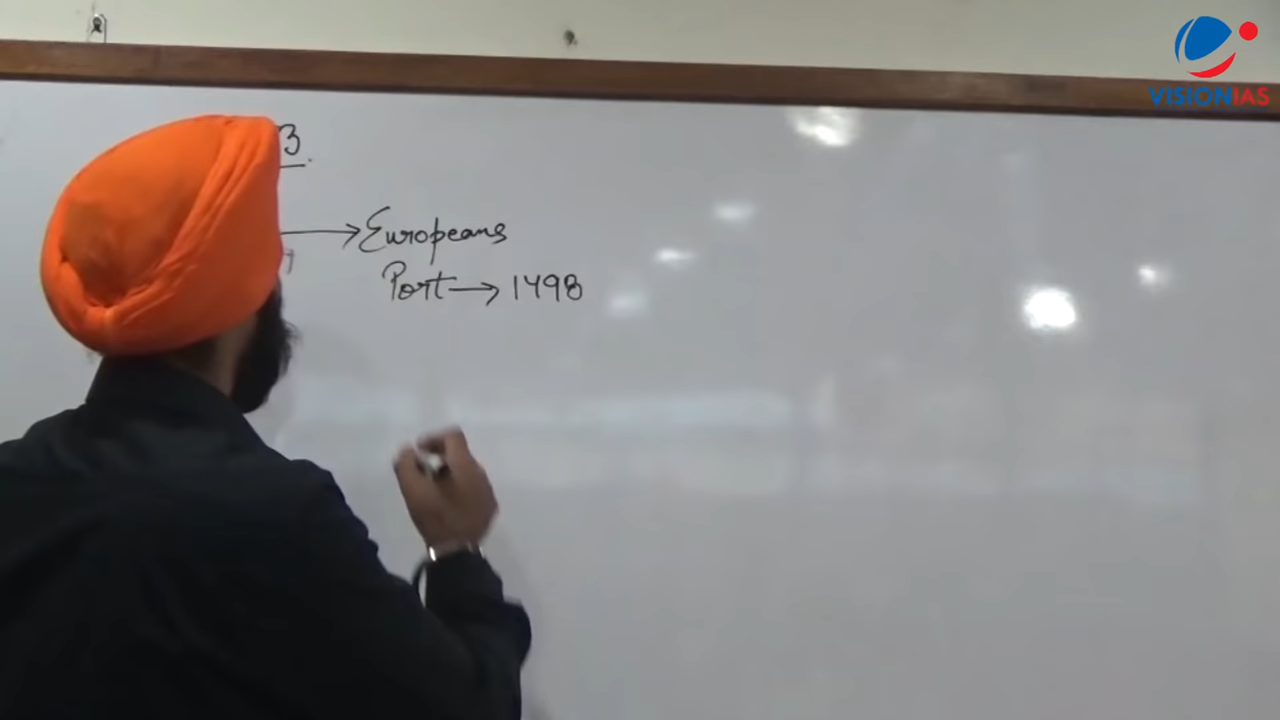 VISIONIAS
3.
→ Europeans
Port → 1498